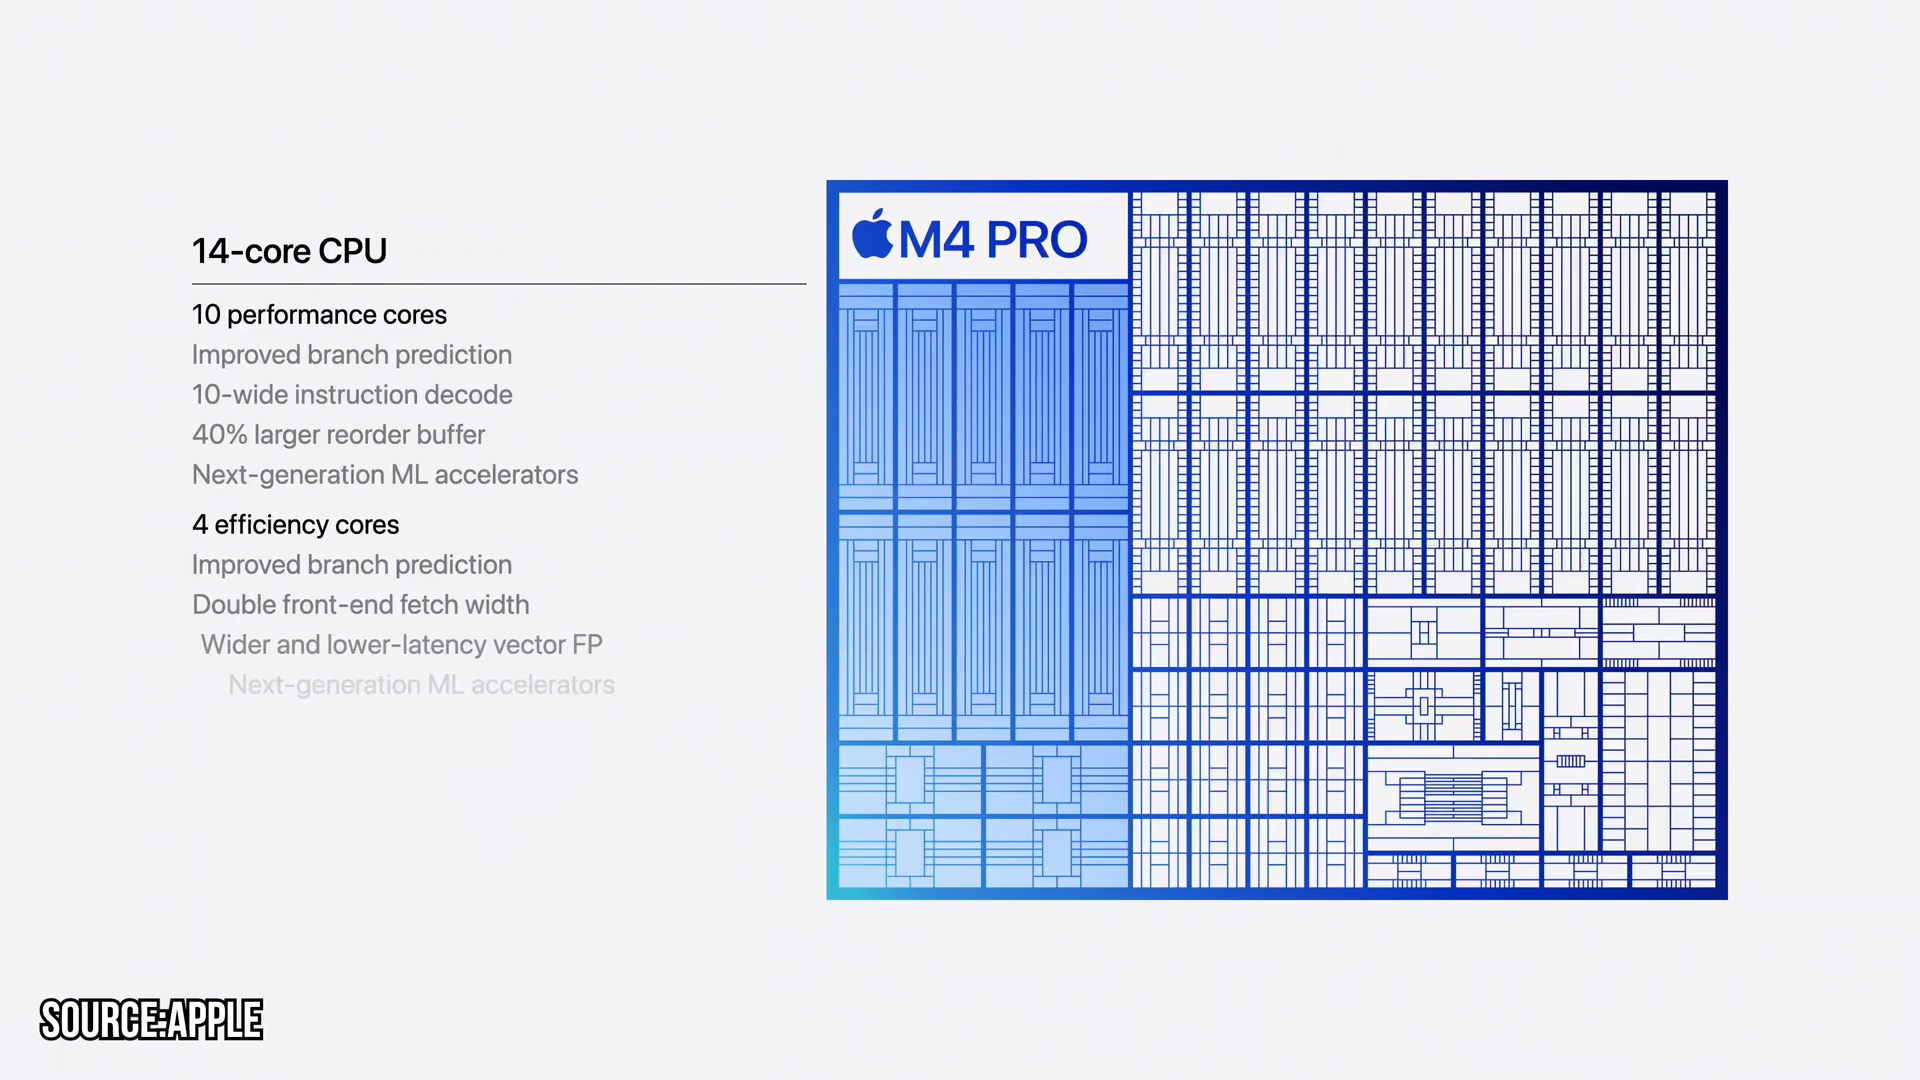 14-core CPU
10 performance cores
Improved branch prediction
10-wide instruction decode
40% larger reorder buffer
Next-generation ML accelerators
4 efficiency cores
Improved branch prediction
Double front-end fetch width
Wider and lower-latency vector FP
Next-generation ML accelerators
M4 PRO
SOURCE:APPLE